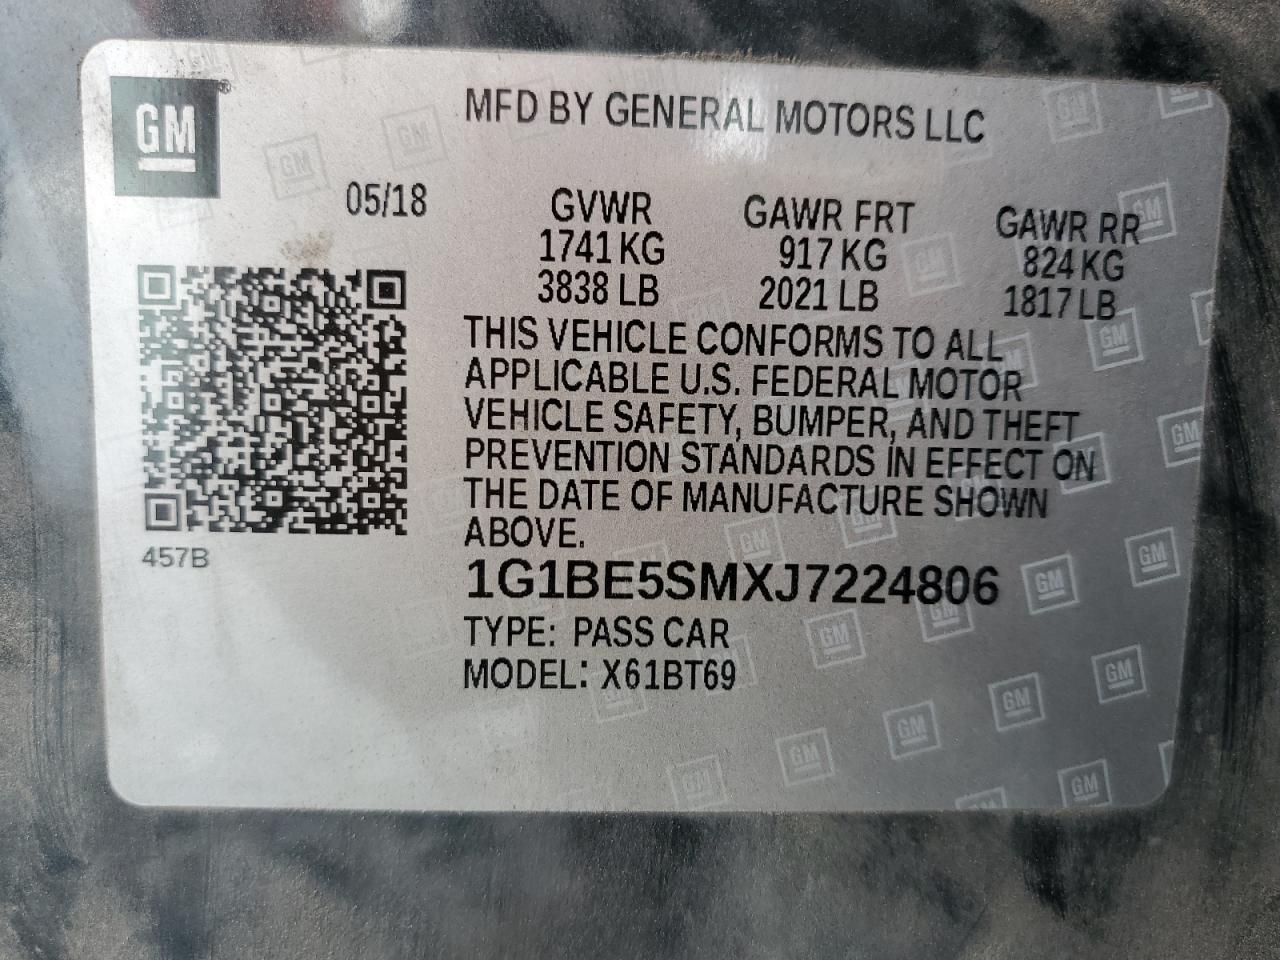 GM
MFD BY GENERAL MOTORS LLC
05/18
GVWR GAWR FRT GAWR RR
1741 KG 917 KG 824 KG
3838 LB 2021 LB 1817 LB
THIS VEHICLE CONFORMS TO ALL
APPLICABLE U.S. FEDERAL MOTOR
VEHICLE SAFETY, BUMPER, AND THEFT
PREVENTION STANDARDS IN EFFECT ON
THE DATE OF MANUFACTURE SHOWN
ABOVE.
457B
1G1BE5SMXJ7224806
TYPE: PASS CAR
MODEL: X61BT69